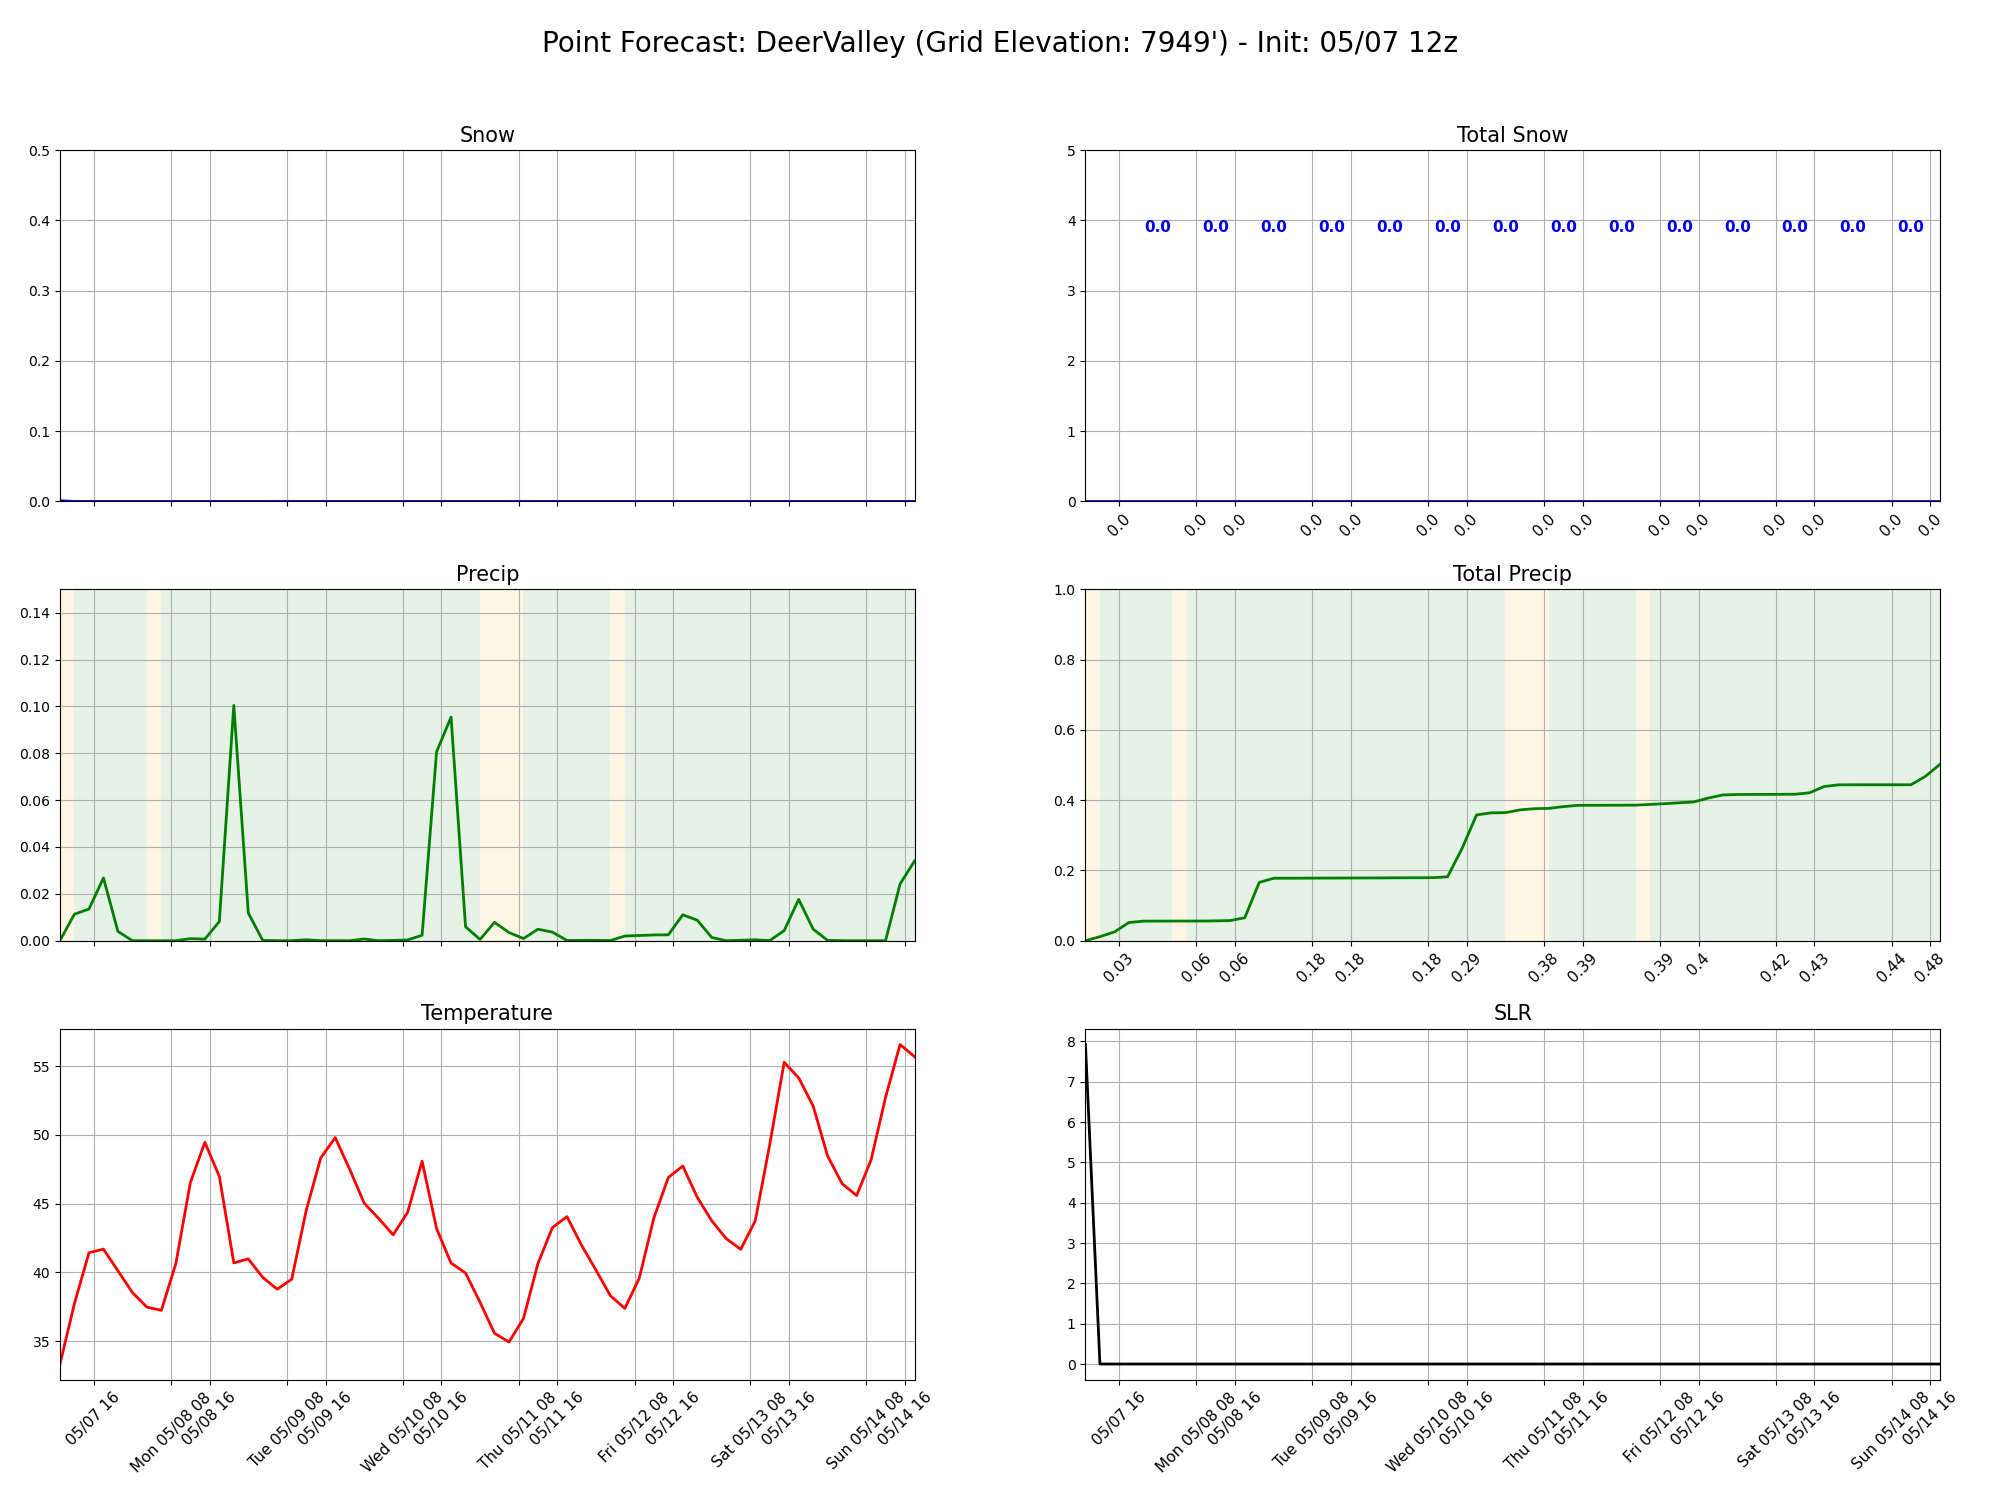 Point Forecast: DeerValley (Grid Elevation: 7949') - Init: 05/07 12z
Snow
0.5
0.4
0.3
0.2
0.1
0.0
Total Snow
5
4
3
2
1
0
0.0 0.0 0.0 0.0 0.0 0.0 0.0 0.0 0.0 0.0 0.0 0.0 0.0 0.0
0.0 0.0 0.0 0.0 0.0 0.0 0.0 0.0 0.0 0.0 0.0 0.0 0.0 0.0 0.0
Precip
0.14
0.12
0.10
0.08
0.06
0.04
0.02
0.00
Total Precip
1.0
0.8
0.6
0.4
0.2
0.0
0.03 0.06 0.06 0.18 0.18 0.18 0.29 0.38 0.39 0.39 0.4 0.42 0.43 0.44 0.48
Temperature
55
50
45
40
35
05/07 16
Mon 05/08 08
05/08 16
Tue 05/09 08
05/09 16
Wed 05/10 08
05/10 16
Thu 05/11 08
05/11 16
Fri 05/12 08
05/12 16
Sat 05/13 08
05/13 16
Sun 05/14 08
05/14 16
SLR
8
7
6
5
4
3
2
1
0
05/07 16
Mon 05/08 08
05/08 16
Tue 05/09 08
05/09 16
Wed 05/10 08
05/10 16
Thu 05/11 08
05/11 16
Fri 05/12 08
05/12 16
Sat 05/13 08
05/13 16
Sun 05/14 08
05/14 16